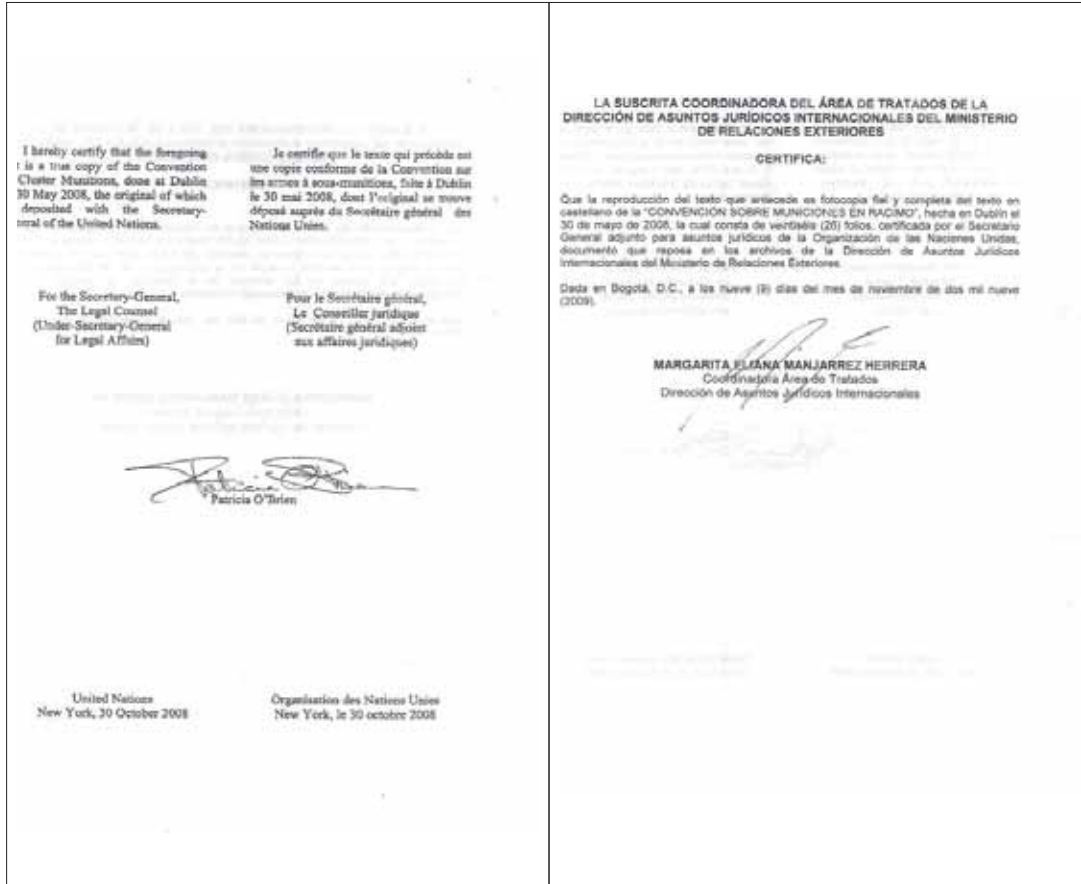 I hereby certify that the foregoing
t is a true copy of the Convention
Cluster Munitions, done at Dublin
30 May 2008, the original of which
deposited with the Secretary-
neral of the United Nations.
Je certifie que le texte qui précède est
une copie conforme de la Convention sur
les armes à sous-munitions, faite à Dublin
le 30 mai 2008, dont l'original se trouve
déposé auprès du Secrétaire général des
Nations Unies.
For the Secretary-General,
The Legal Counsel
(Under-Secretary-General
for Legal Affairs)
Pour le Secrétaire général,
Le Conseiller juridique
(Secrétaire général adjoint
aux affaires juridiques)
Patricia O'Brien
Patricia O'Brien
United Nations
New York, 30 October 2008
Organisation des Nations Unies
New York, le 30 octobre 2008
LA SUSCRITA COORDINADORA DEL ÁREA DE TRATADOS DE LA
DIRECCIÓN DE ASUNTOS JURÍDICOS INTERNACIONALES DEL MINISTERIO
DE RELACIONES EXTERIORES
CERTIFICA:
Que la reproducción del texto que antecede es fotocopia fiel y completa del texto en
castellano de la "CONVENCIÓN SOBRE MUNICIONES EN RACIMO", hecha en Dublín el
30 de mayo de 2008, la cual consta de veintiséis (26) folios, certificada por el Secretario
General adjunto para asuntos jurídicos de la Organización de las Naciones Unidas,
documento que reposa en los archivos de la Dirección de Asuntos Jurídicos
Internacionales del Ministerio de Relaciones Exteriores.
Dada en Bogotá, D.C., a los nueve (9) días del mes de noviembre de dos mil nueve
(2009).
MARGARITA ELIANA MANJARREZ HERRERA
Coordinadora Área de Tratados
Dirección de Asuntos Jurídicos Internacionales